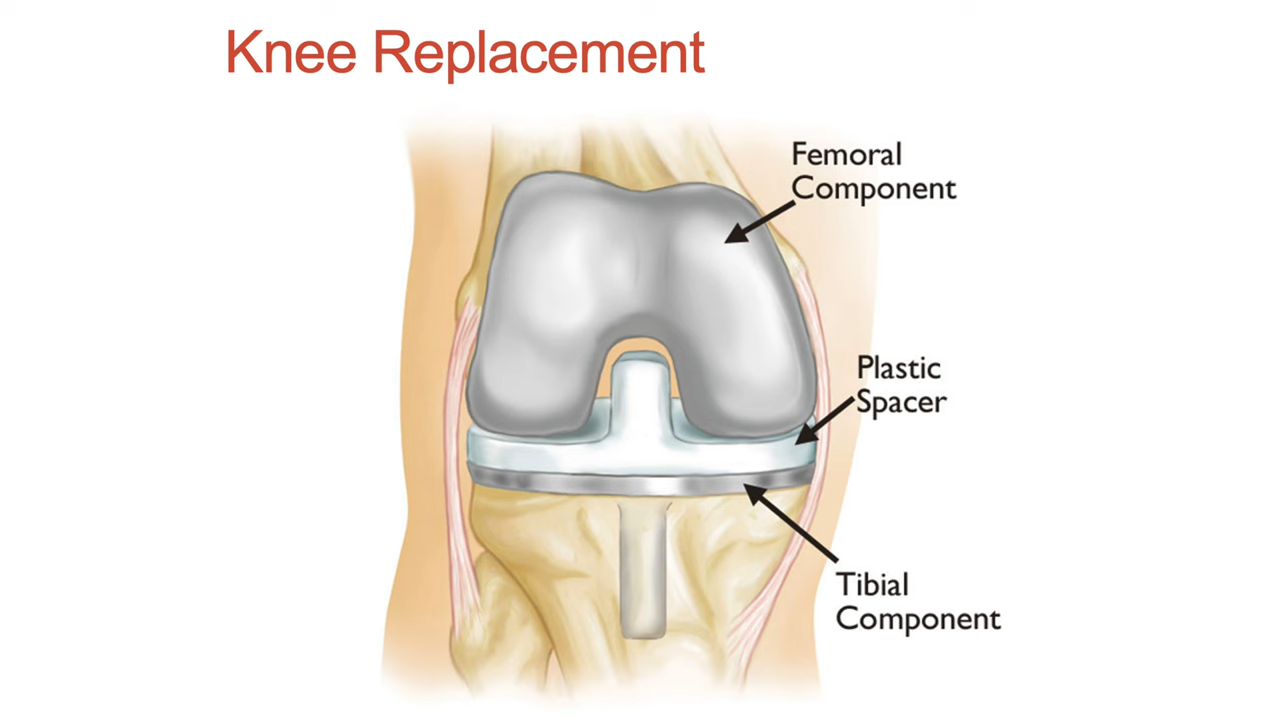 Knee Replacement
Femoral
Component
Plastic
Spacer
Tibial
Component